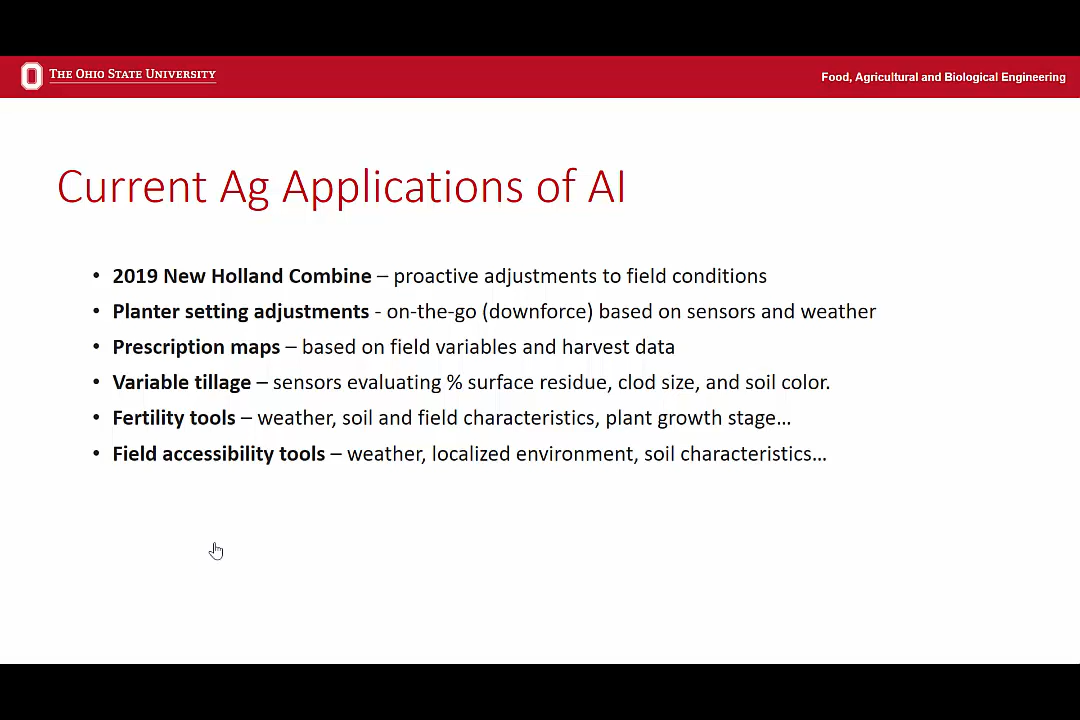 THE OHIO STATE UNIVERSITY
Food, Agricultural and Biological Engineering
Current Ag Applications of AI
• 2019 New Holland Combine – proactive adjustments to field conditions
• Planter setting adjustments - on-the-go (downforce) based on sensors and weather
• Prescription maps – based on field variables and harvest data
• Variable tillage – sensors evaluating % surface residue, clod size, and soil color.
• Fertility tools – weather, soil and field characteristics, plant growth stage…
• Field accessibility tools – weather, localized environment, soil characteristics…